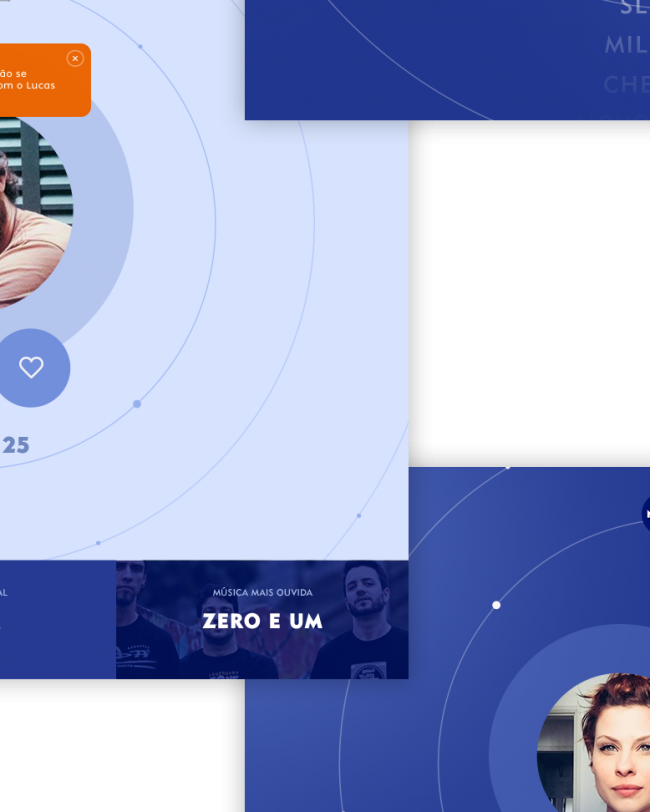 SL
MIL
CHE
ão se
om o Lucas
25
AL
MÚSICA MAIS OUVIDA
ZERO E UM